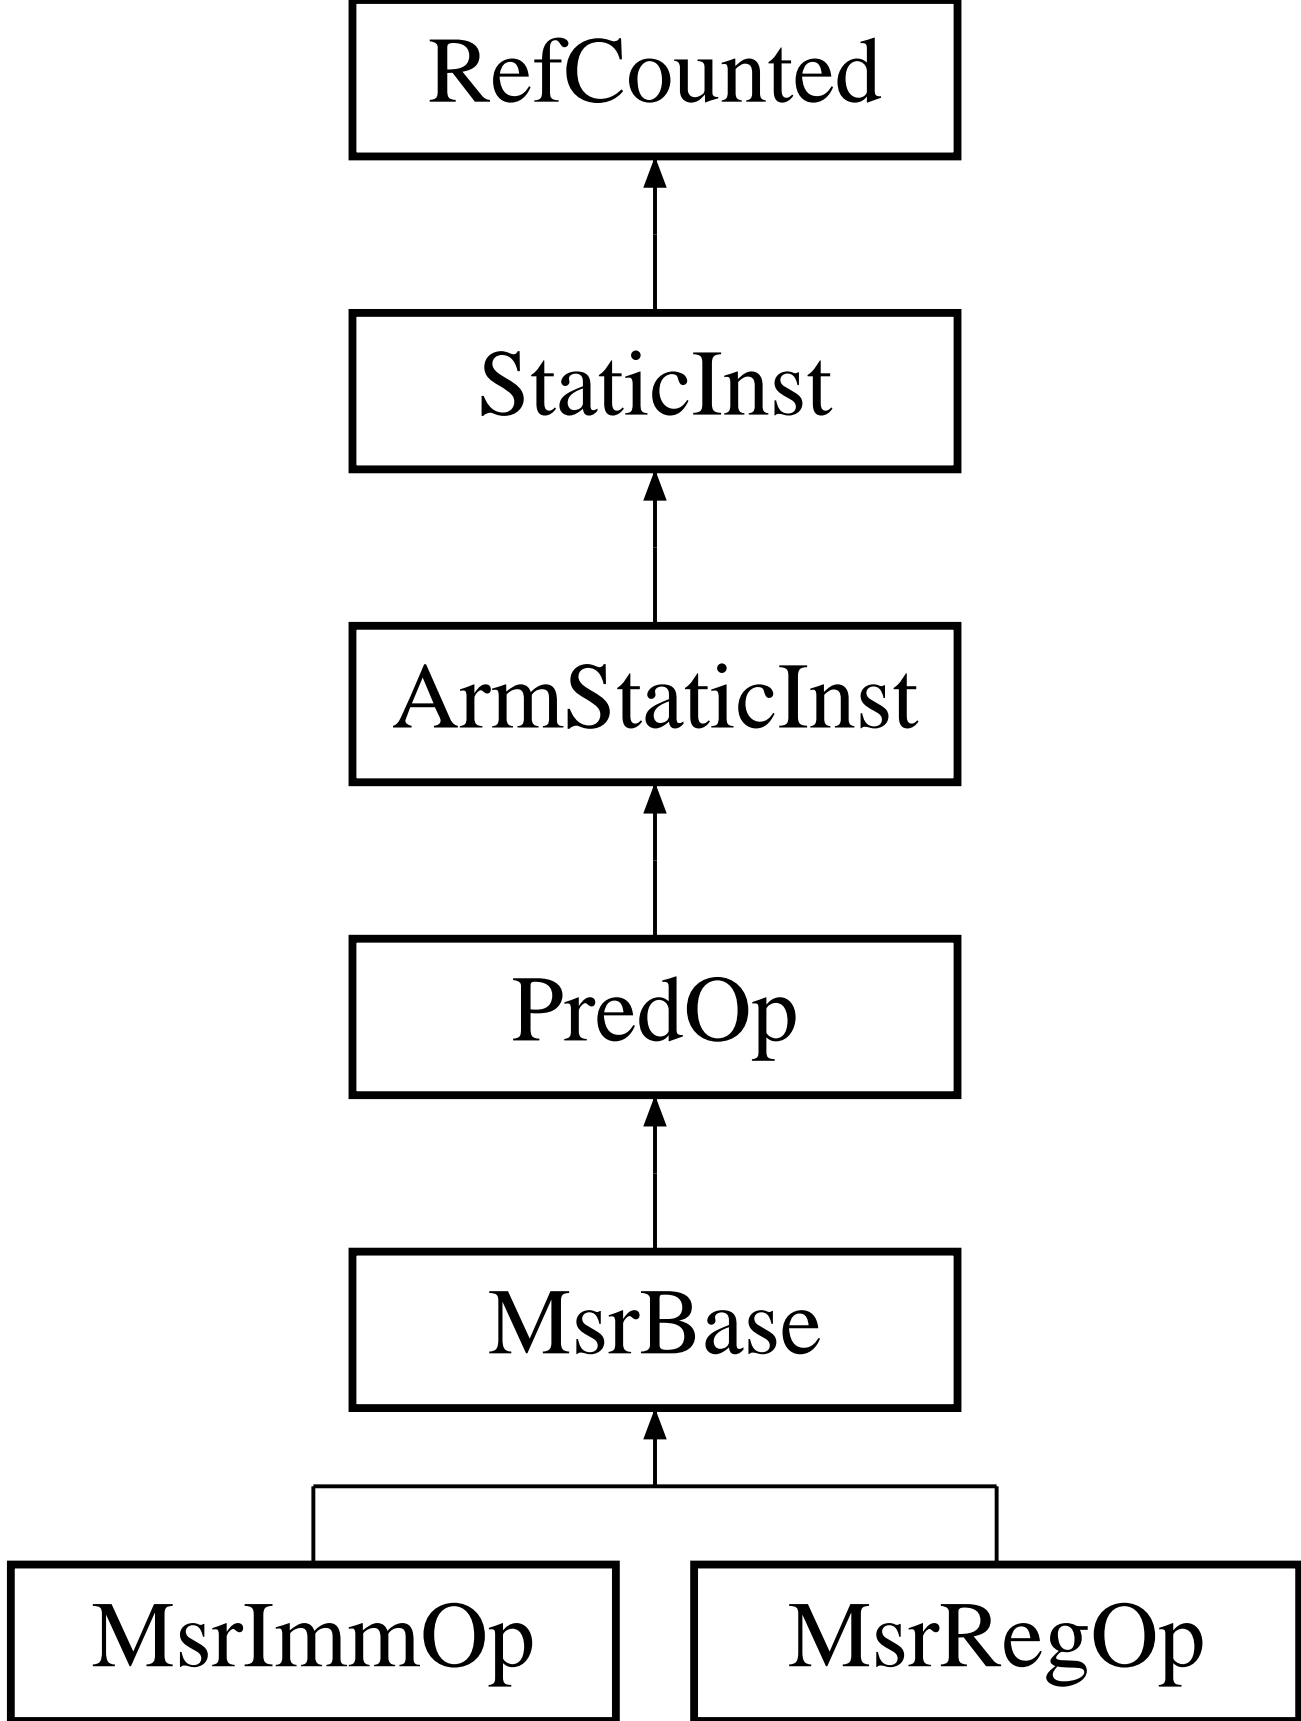 RefCounted
StaticInst
ArmStaticInst
PredOp
MsrBase
MsrImmOp
MsrRegOp